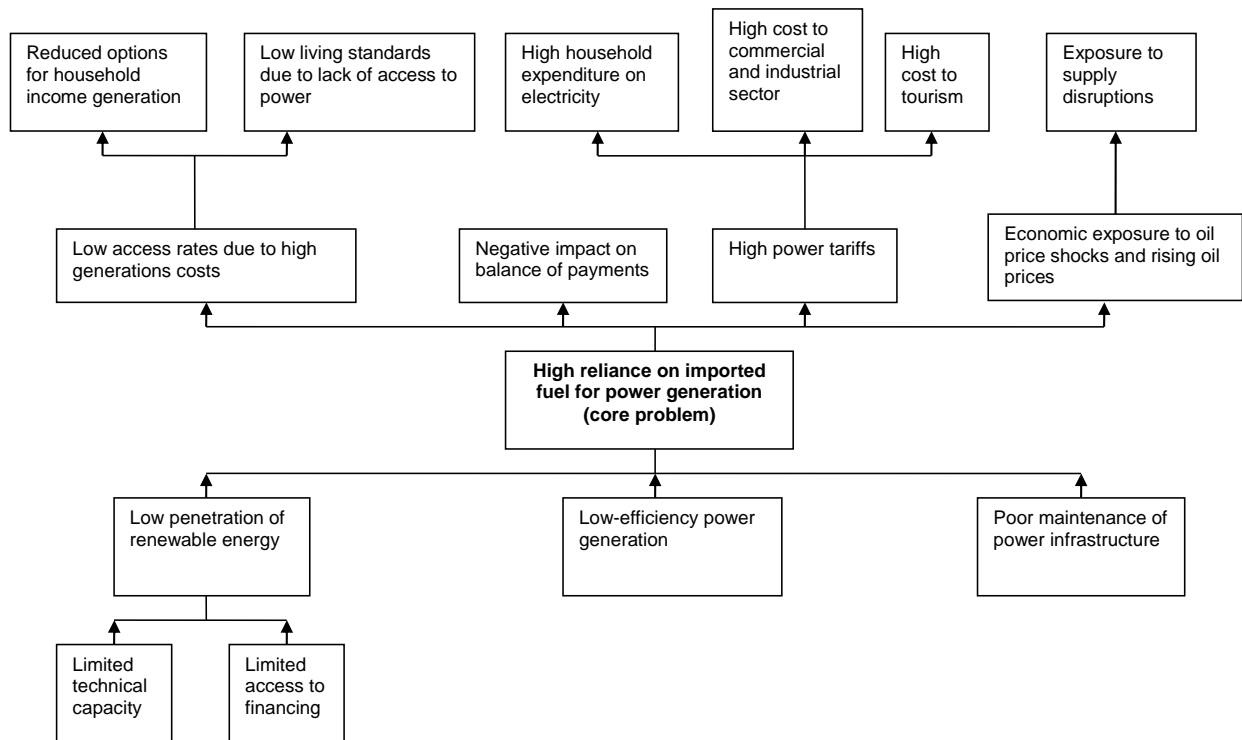 Reduced options
for household
income generation
Low living standards
due to lack of access to
power
High household
expenditure on
electricity
High cost to
commercial
and industrial
sector
High
cost to
tourism
Exposure to
supply
disruptions
Low access rates due to high
generations costs
Negative impact on
balance of payments
High power tariffs
Economic exposure to oil
price shocks and rising oil
prices
High reliance on imported
fuel for power generation
(core problem)
Low penetration of
renewable energy
Low-efficiency power
generation
Poor maintenance of
power infrastructure
Limited
technical
capacity
Limited
access to
financing